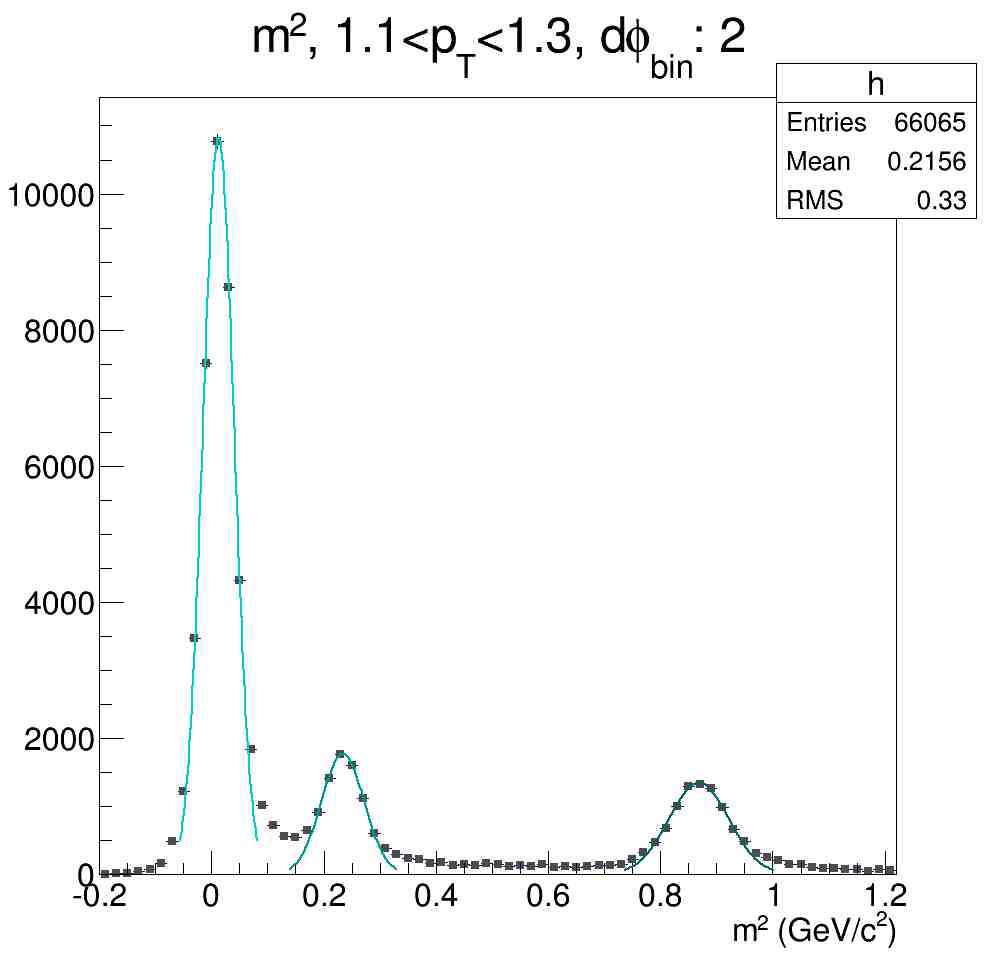 m², 1.1<p_T<1.3, dϕ_bin: 2
h
Entries 66065
Mean 0.2156
RMS 0.33
10000
8000
6000
4000
2000
0
-0.2 0 0.2 0.4 0.6 0.8 1 1.2
m² (GeV/c²)